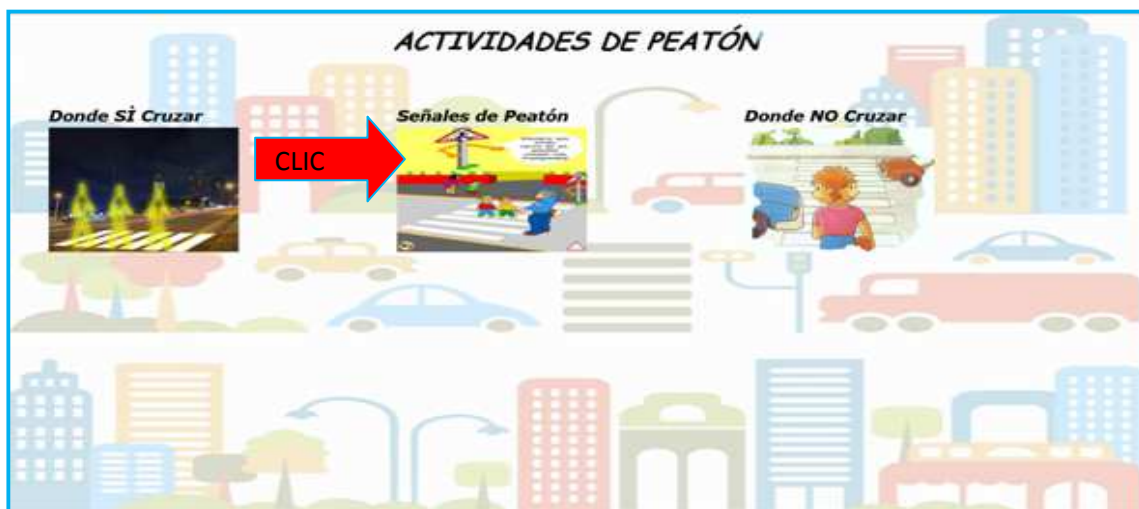 ACTIVIDADES DE PEATÓN
Donde SÌ Cruzar
Señales de Peatón
Donde NO Cruzar
CLIC